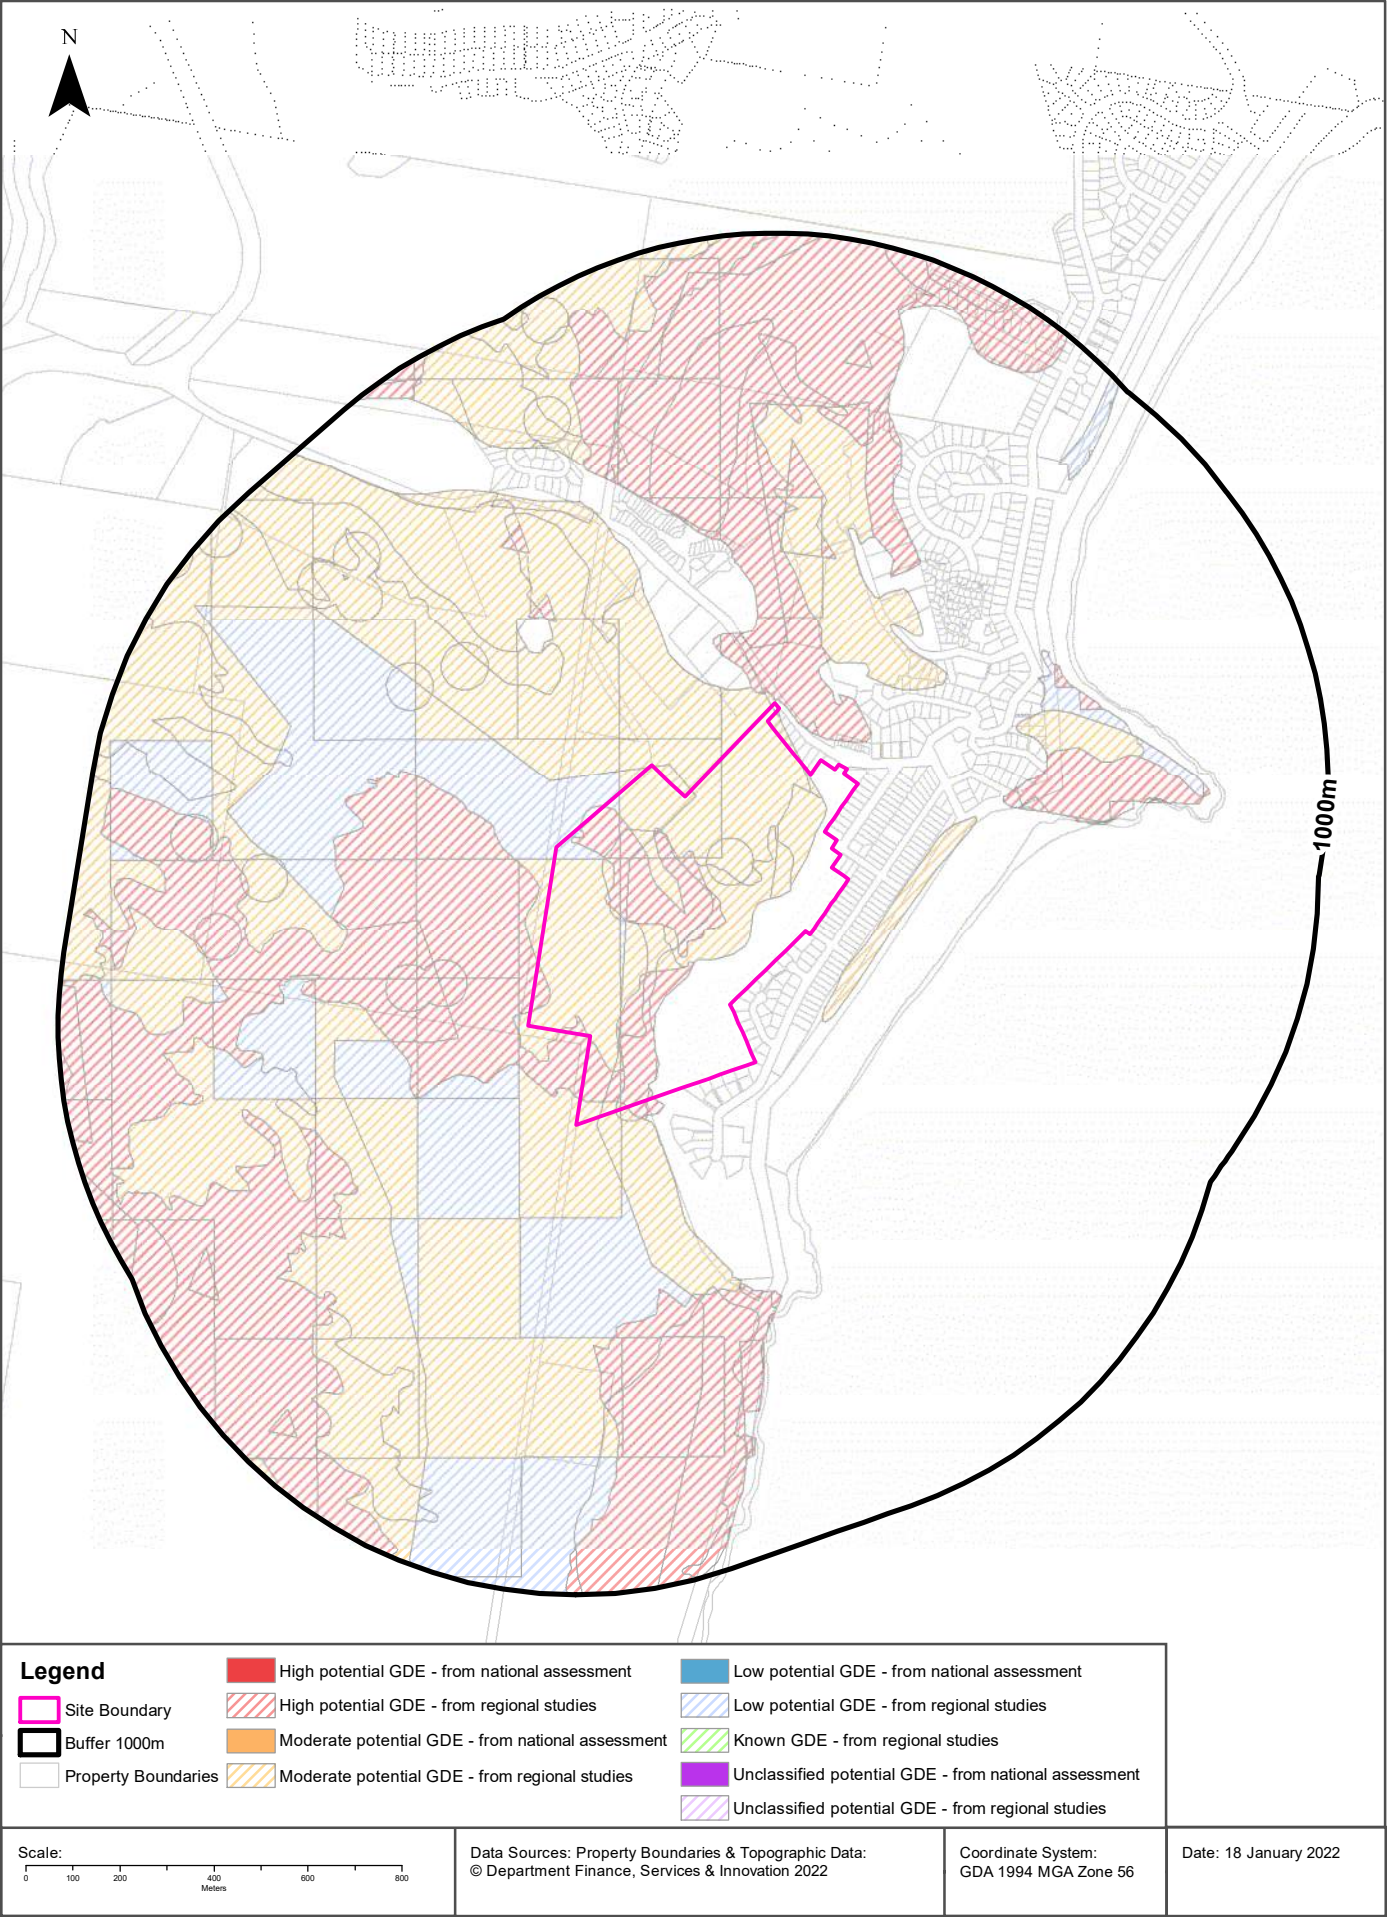 N
1000m
Legend
Site Boundary
Buffer 1000m
Property Boundaries
High potential GDE - from national assessment
High potential GDE - from regional studies
Moderate potential GDE - from national assessment
Moderate potential GDE - from regional studies
Low potential GDE - from national assessment
Low potential GDE - from regional studies
Known GDE - from regional studies
Unclassified potential GDE - from national assessment
Unclassified potential GDE - from regional studies
Scale:
0 100 200 400 600 800
Meters
Data Sources: Property Boundaries & Topographic Data:
© Department Finance, Services & Innovation 2022
Coordinate System:
GDA 1994 MGA Zone 56
Date: 18 January 2022